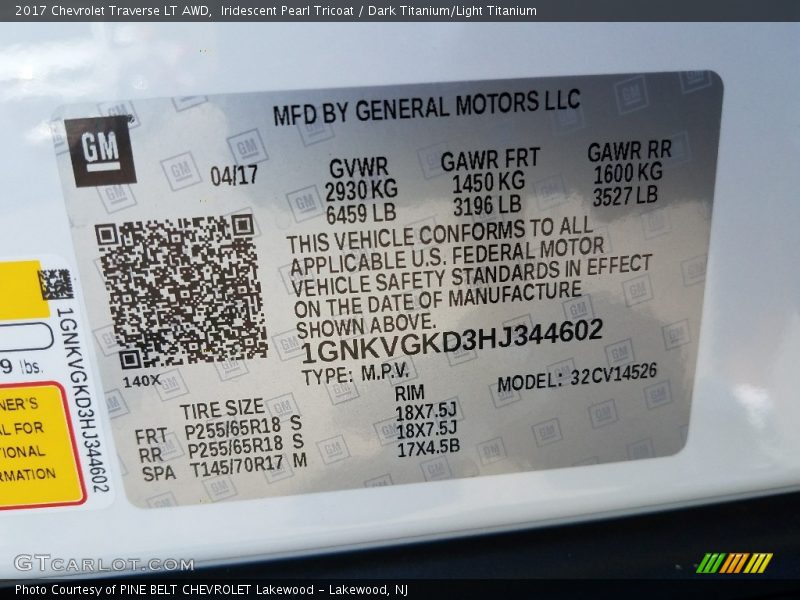 2017 Chevrolet Traverse LT AWD,  Iridescent Pearl Tricoat / Dark Titanium/Light Titanium
MFD BY GENERAL MOTORS LLC
GM
04/17
GVWR
2930 KG
6459 LB
GAWR FRT
1450 KG
3196 LB
GAWR RR
1600 KG
3527 LB
THIS VEHICLE CONFORMS TO ALL
APPLICABLE U.S. FEDERAL MOTOR
VEHICLE SAFETY STANDARDS IN EFFECT
ON THE DATE OF MANUFACTURE
SHOWN ABOVE.
1GNKVGKD3HJ344602
140X
TYPE: M.P.V.
MODEL: 32CV14526
TIRE SIZE
RIM
FRT P255/65R18 S 18X7.5J
RR P255/65R18 S 18X7.5J
SPA T145/70R17 M 17X4.5B
1GNKVGKD3HJ344602
9 lbs.
NER'S
AL FOR
TIONAL
RMATION
GTCARLOT.COM
Photo Courtesy of PINE BELT CHEVROLET Lakewood - Lakewood, NJ